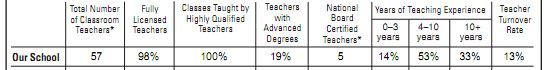 Total Number of Classroom Teachers*
Fully Licensed Teachers
Classes Taught by Highly Qualified Teachers
Teachers with Advanced Degrees
National Board Certified Teachers*
Years of Teaching Experience
0–3 years
4–10 years
10+ years
Teacher Turnover Rate
Our School 57 98% 100% 19% 5 14% 53% 33% 13%